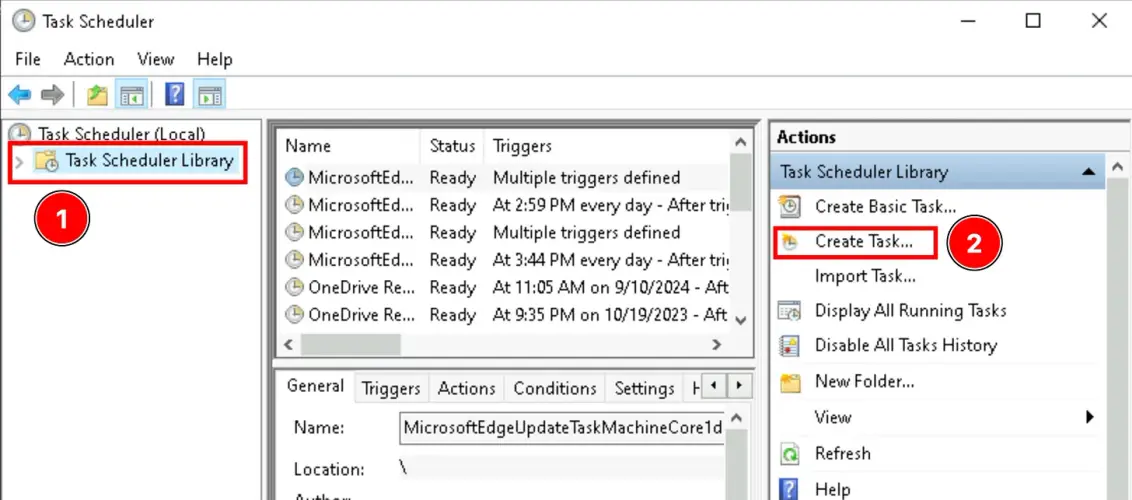 Task Scheduler
File Action View Help
Task Scheduler (Local)
Task Scheduler Library
1
Name Status Triggers
MicrosoftEd... Ready Multiple triggers defined
MicrosoftEd... Ready At 2:59 PM every day - After trig
MicrosoftEd... Ready Multiple triggers defined
MicrosoftEd... Ready At 3:44 PM every day - After trig
OneDrive Re... Ready At 11:05 AM on 9/10/2024 - Afte
OneDrive Re... Ready At 9:35 PM on 10/19/2023 - Aft
General Triggers Actions Conditions Settings H
Name: MicrosoftEdgeUpdateTaskMachineCore1d
Location: \
Author:
Actions
Task Scheduler Library
Create Basic Task...
Create Task...
2
Import Task...
Display All Running Tasks
Disable All Tasks History
New Folder...
View
Refresh
Help